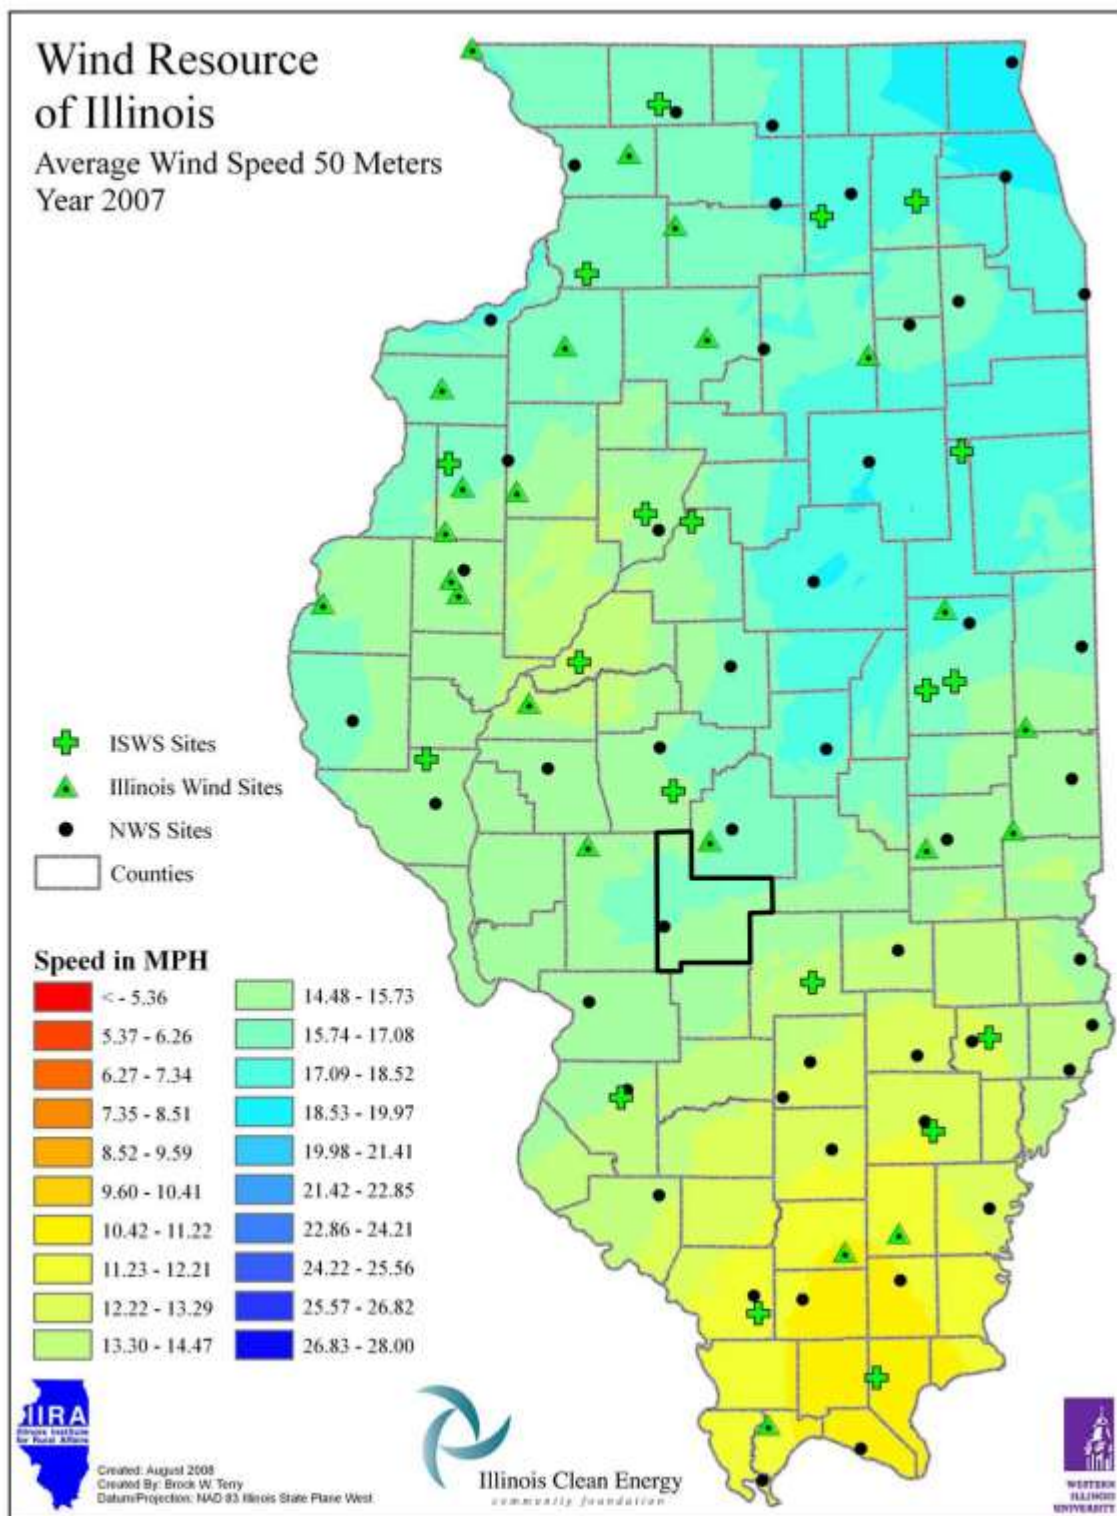 Wind Resource
of Illinois
Average Wind Speed 50 Meters
Year 2007
ISWS Sites
Illinois Wind Sites
NWS Sites
Counties
Speed in MPH
< - 5.36
5.37 - 6.26
6.27 - 7.34
7.35 - 8.51
8.52 - 9.59
9.60 - 10.41
10.42 - 11.22
11.23 - 12.21
12.22 - 13.29
13.30 - 14.47
14.48 - 15.73
15.74 - 17.08
17.09 - 18.52
18.53 - 19.97
19.98 - 21.41
21.42 - 22.85
22.86 - 24.21
24.22 - 25.56
25.57 - 26.82
26.83 - 28.00
IIRA
Illinois Institute
for Rural Affairs
Created: August 2008
Created By: Brock W. Terry
Datum/Projection: NAD 83 Illinois State Plane West
Illinois Clean Energy
community foundation
WESTERN
ILLINOIS
UNIVERSITY